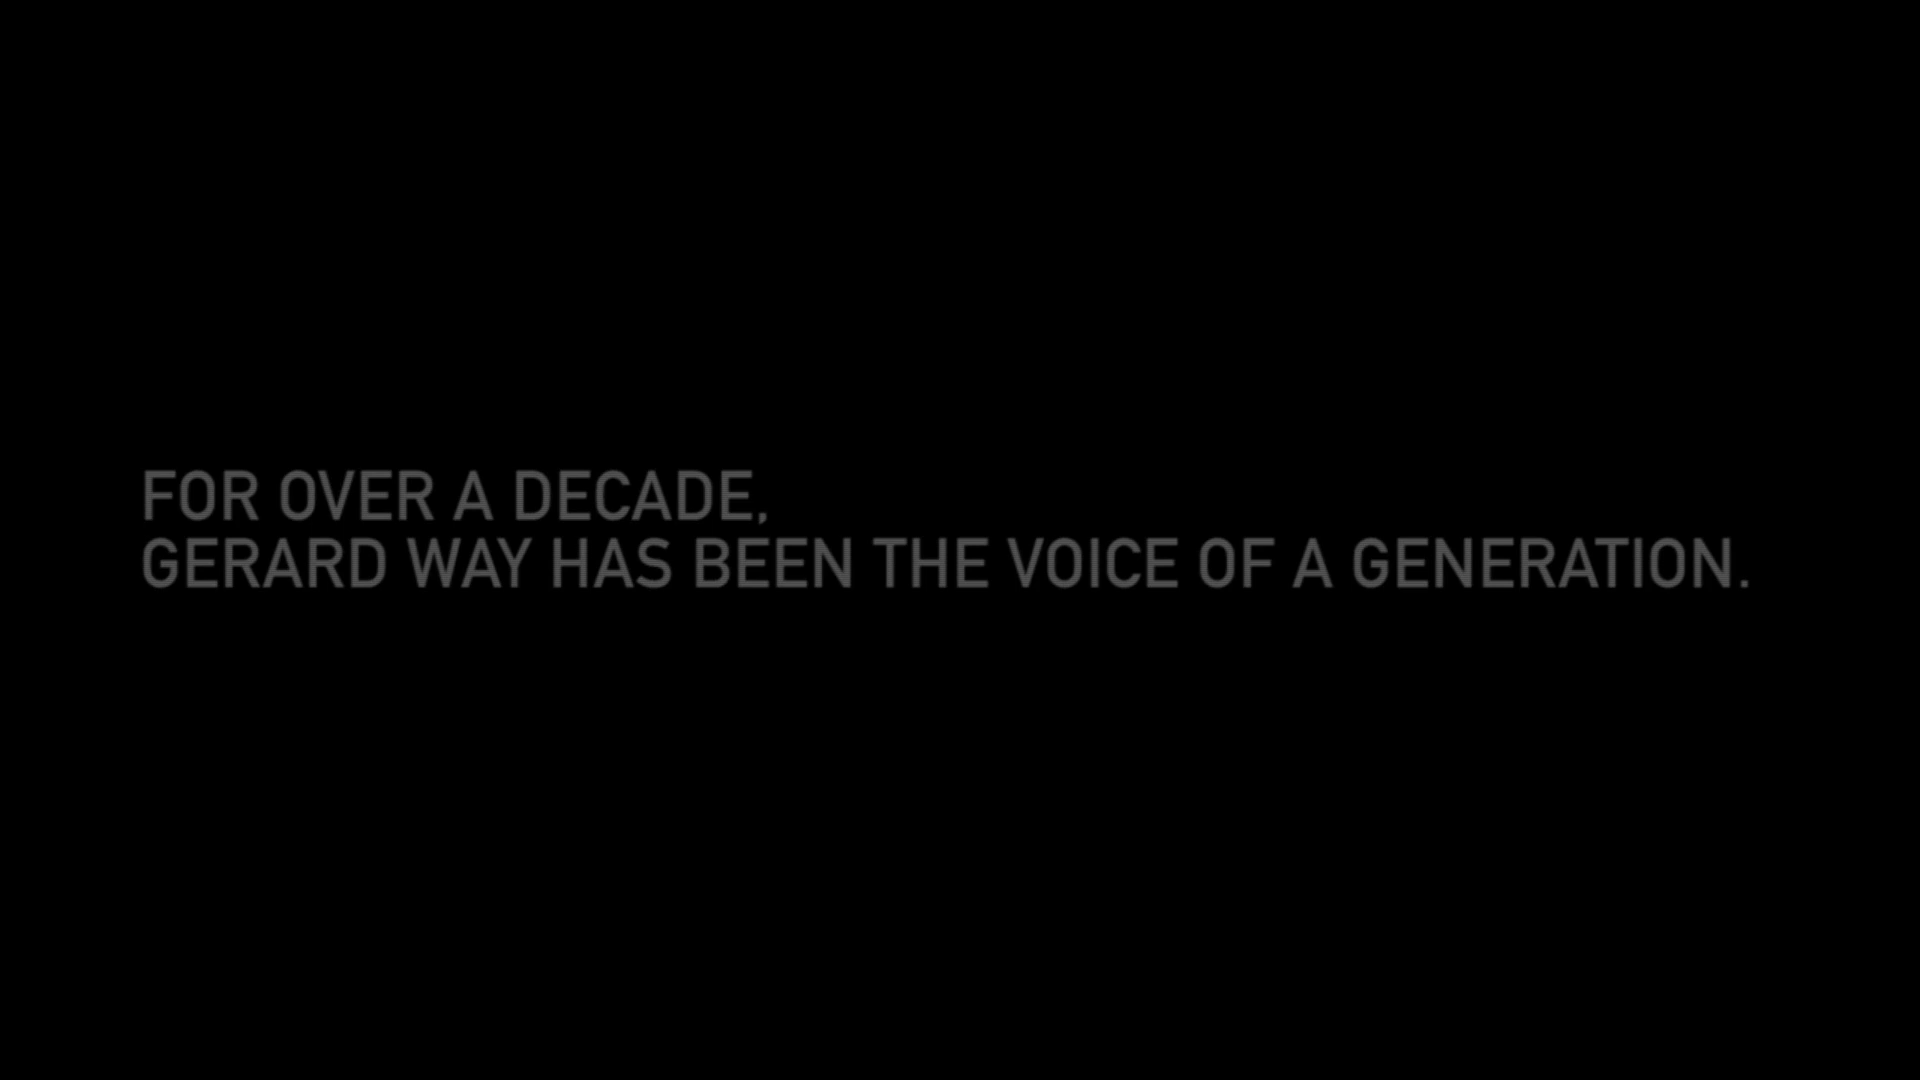 FOR OVER A DECADE,
GERARD WAY HAS BEEN THE VOICE OF A GENERATION.